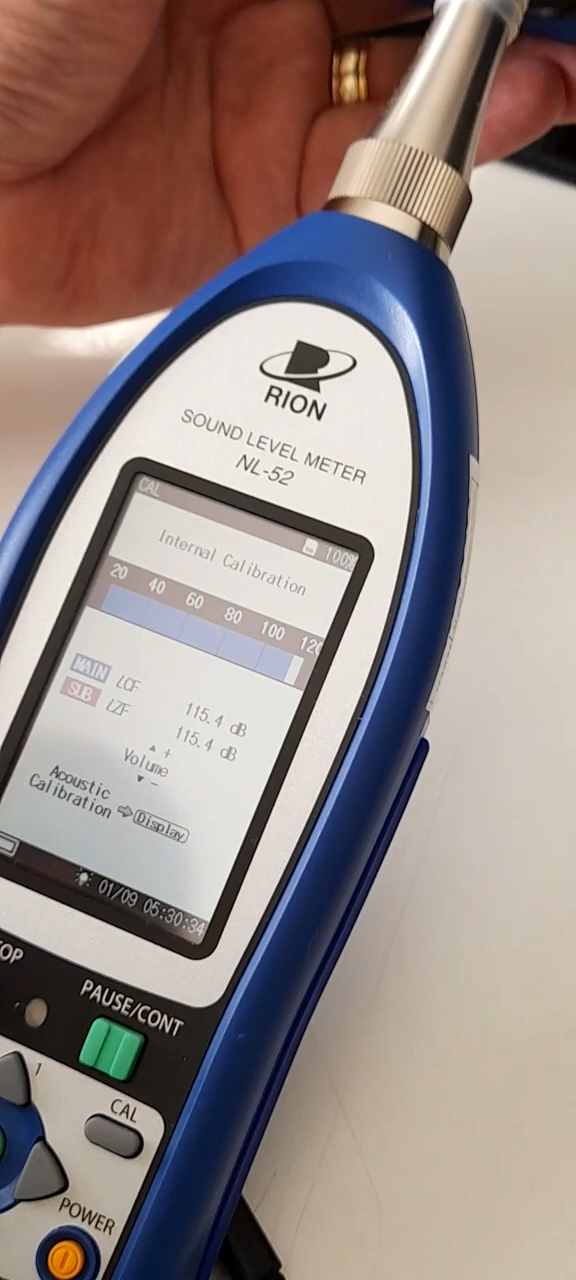 RION
SOUND LEVEL METER
NL-52
CAL 100%
Internal Calibration
20 40 60 80 100 120
MAIN LCF 115.4 dB
SUB LZF 115.4 dB
▲ +
Volume
▼ −
Acoustic
Calibration ⇨ Display
01/09 05:30:34
TOP
PAUSE/CONT
CAL
POWER